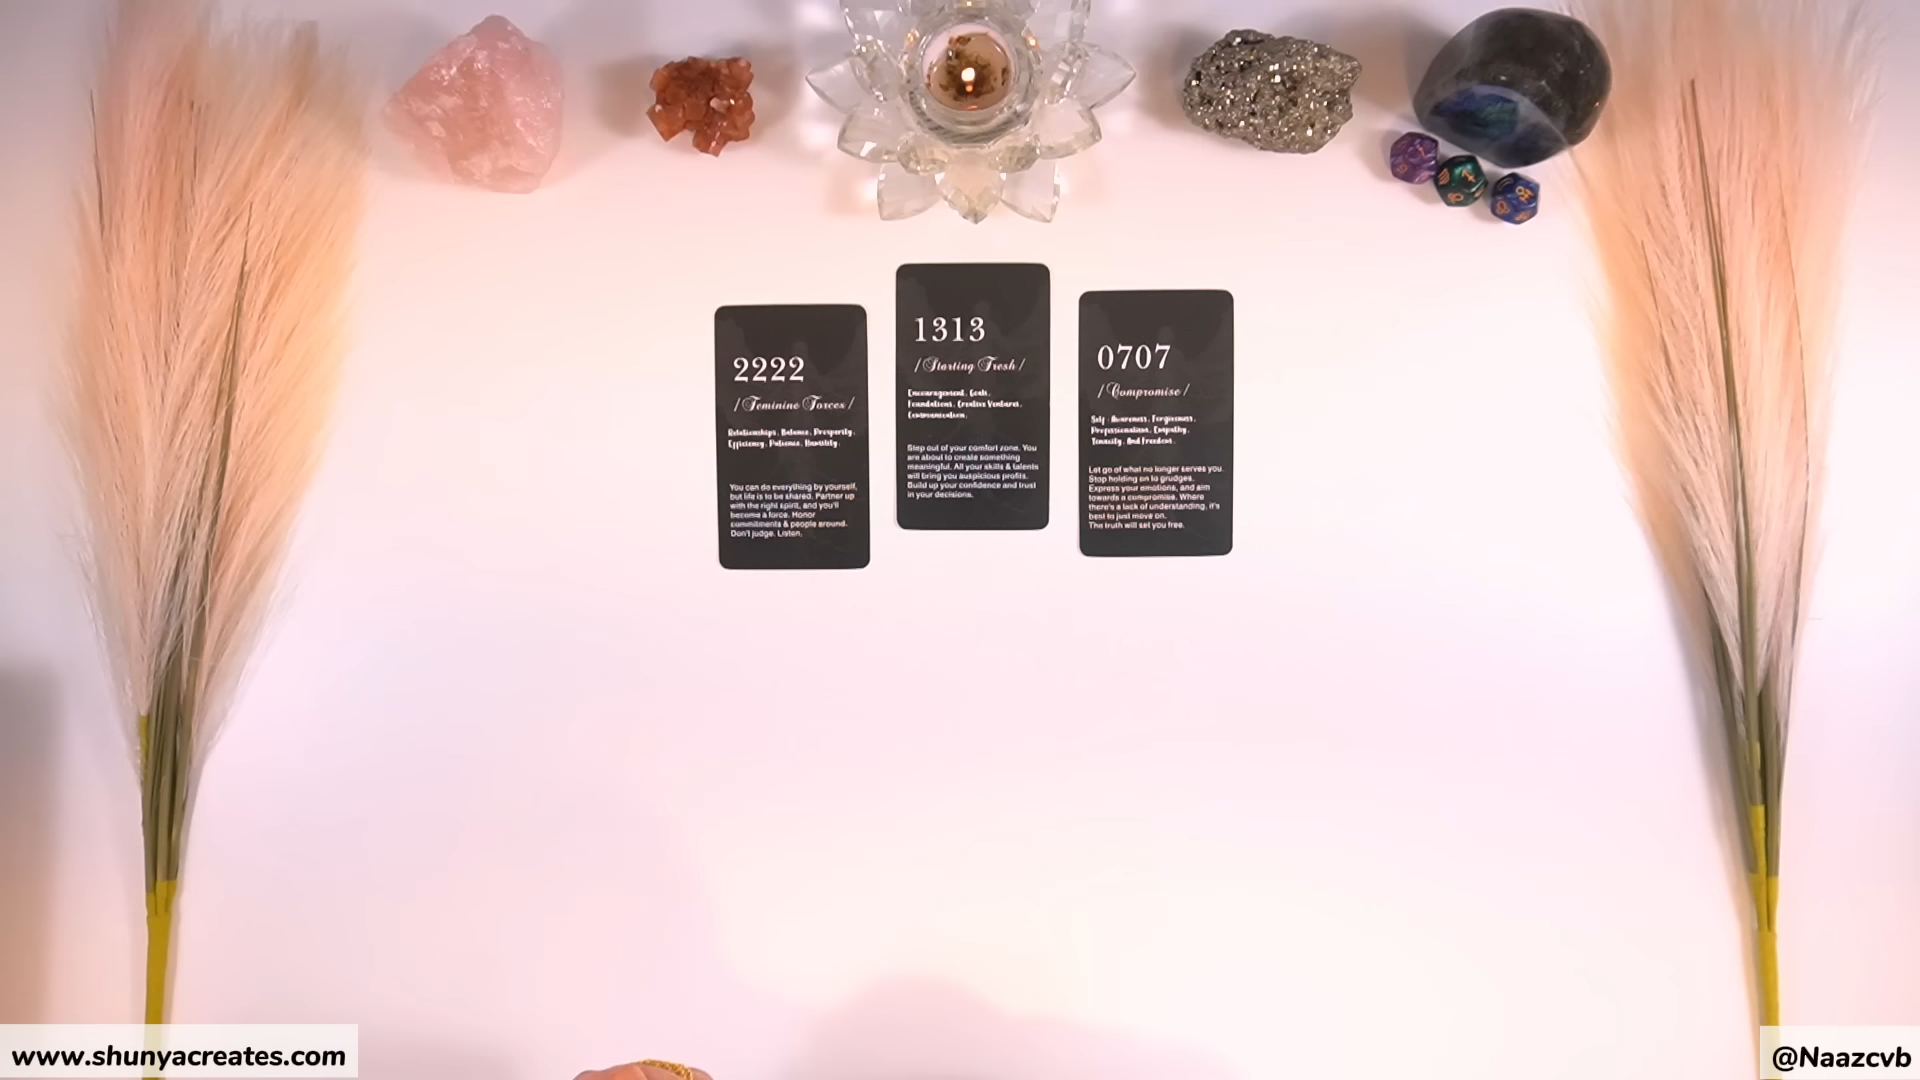 2222
/Feminine Forces/
Relationships, Balance, Prosperity,
Efficiency, Patience, Humility.
You can do everything by yourself,
but life is to be shared. Partner up
with the right spirit, and you'll
become a force. Honor
commitments & people around.
Don't judge. Listen.
1313
/Starting Fresh/
Encouragement, Goals,
Foundations, Creative Ventures,
Communication.
Step out of your comfort zone. You
are about to create something
meaningful. All your skills & talents
will bring you auspicious profits.
Build up your confidence and trust
in your decisions.
0707
/Compromise/
Self-Awareness, Forgiveness,
Professionalism, Empathy,
Tenacity, And Freedom.
Let go of what no longer serves you.
Stop holding on to grudges.
Express your emotions, and aim
towards a compromise. Where
there's a lack of understanding, it's
best to just move on.
The truth will set you free.
www.shunyacreates.com
@Naazcvb